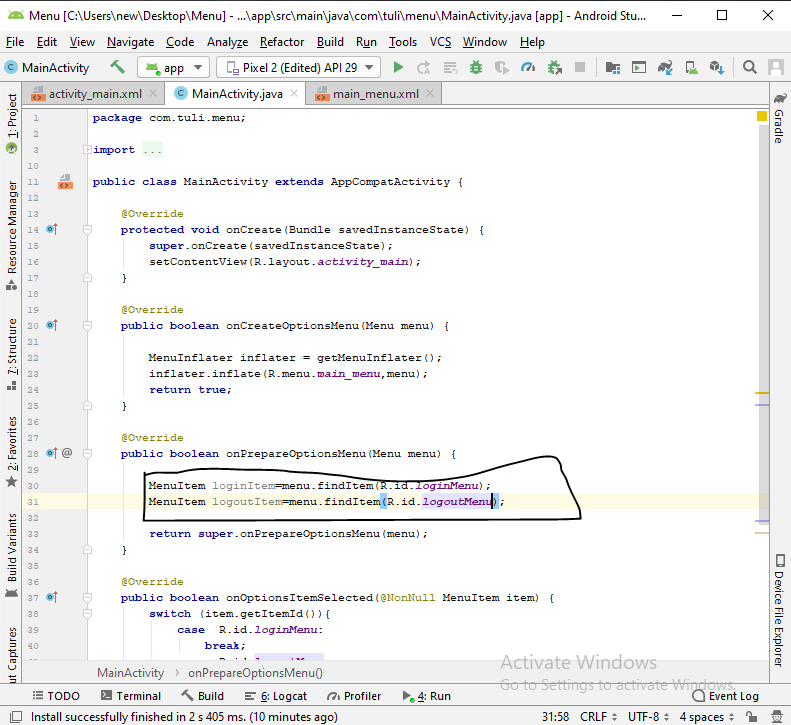 Menu [C:\Users\new\Desktop\Menu] - ...\app\src\main\java\com\tuli\menu\MainActivity.java [app] - Android Stu...
File Edit View Navigate Code Analyze Refactor Build Run Tools VCS Window Help
MainActivity app Pixel 2 (Edited) API 29
activity_main.xml MainActivity.java main_menu.xml
1: Project
Resource Manager
7: Structure
2: Favorites
Build Variants
ut Captures
1 package com.tuli.menu;
2
3 import ...
10
11 public class MainActivity extends AppCompatActivity {
12
13 @Override
14 protected void onCreate(Bundle savedInstanceState) {
15 super.onCreate(savedInstanceState);
16 setContentView(R.layout.activity_main);
17 }
18
19 @Override
20 public boolean onCreateOptionsMenu(Menu menu) {
21
22 MenuInflater inflater = getMenuInflater();
23 inflater.inflate(R.menu.main_menu,menu);
24 return true;
25 }
26
27 @Override
28 @ public boolean onPrepareOptionsMenu(Menu menu) {
29
30 MenuItem loginItem=menu.findItem(R.id.loginMenu);
31 MenuItem logoutItem=menu.findItem(R.id.logoutMenu);
32
33 return super.onPrepareOptionsMenu(menu);
34 }
35
36 @Override
37 public boolean onOptionsItemSelected(@NonNull MenuItem item) {
38 switch (item.getItemId()){
39 case R.id.loginMenu:
40 break;
Gradle
Device File Explorer
MainActivity › onPrepareOptionsMenu()
Activate Windows
Go to Settings to activate Windows.
TODO Terminal Build 6: Logcat Profiler 4: Run Event Log
Install successfully finished in 2 s 405 ms. (10 minutes ago) 31:58 CRLF UTF-8 4 spaces